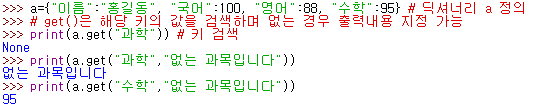 >>> a={"이름":"홍길동", "국어":100, "영어":88, "수학":95} # 딕셔너리 a 정의
>>> # get()은 해당 키의 값을 검색하며 없는 경우 출력내용 지정 가능
>>> print(a.get("과학")) # 키 검색
None
>>> print(a.get("과학","없는 과목입니다"))
없는 과목입니다
>>> print(a.get("수학","없는 과목입니다"))
95